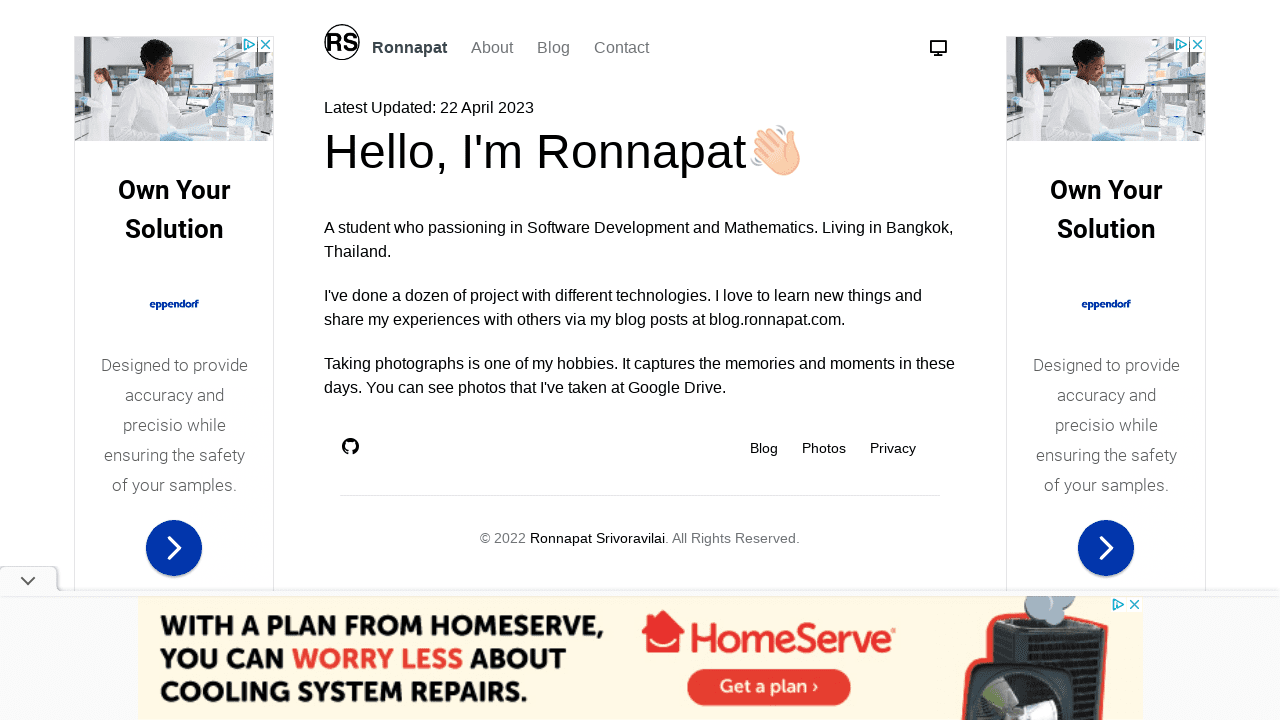 RS Ronnapat About Blog Contact
Latest Updated: 22 April 2023
Hello, I'm Ronnapat👋🏻
A student who passioning in Software Development and Mathematics. Living in Bangkok,
Thailand.
I've done a dozen of project with different technologies. I love to learn new things and
share my experiences with others via my blog posts at blog.ronnapat.com.
Taking photographs is one of my hobbies. It captures the memories and moments in these
days. You can see photos that I've taken at Google Drive.
Blog Photos Privacy
© 2022 Ronnapat Srivoravilai. All Rights Reserved.
Own Your
Solution
eppendorf
Designed to provide
accuracy and
precisio while
ensuring the safety
of your samples.
Own Your
Solution
eppendorf
Designed to provide
accuracy and
precisio while
ensuring the safety
of your samples.
WITH A PLAN FROM HOMESERVE,
YOU CAN WORRY LESS ABOUT
COOLING SYSTEM REPAIRS.
HomeServe
Get a plan ›